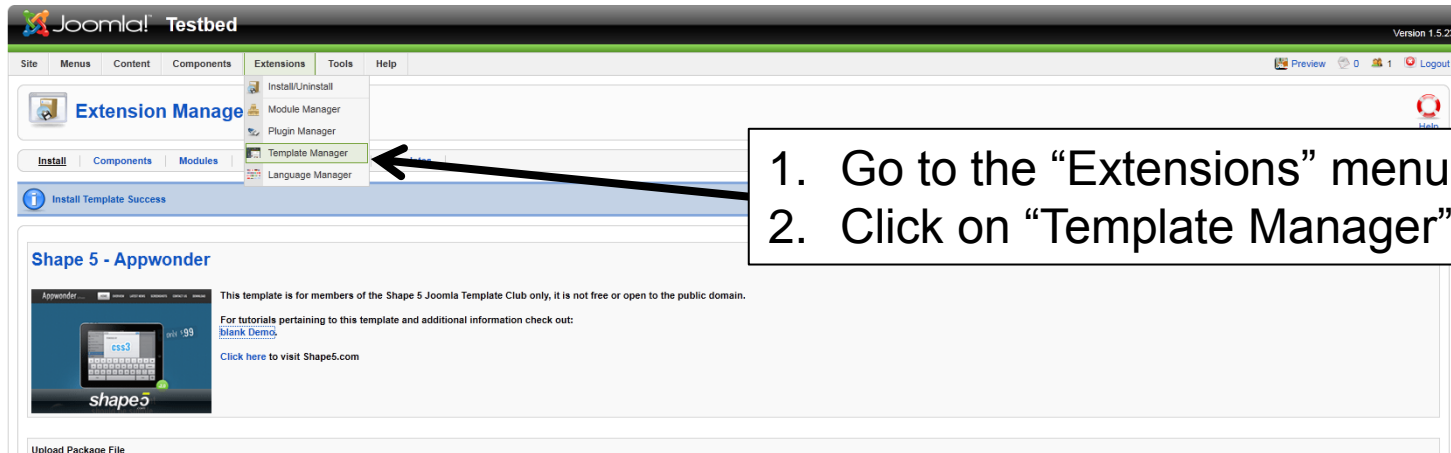 Joomla! Testbed
Version 1.5.22
Site Menus Content Components Extensions Tools Help Preview 0 1 Logout
Install/Uninstall
Extension Manage
Module Manager
Help
Plugin Manager
Install Components Modules
Template Manager
Language Manager
1. Go to the “Extensions” menu
2. Click on “Template Manager”
Install Template Success
Shape 5 - Appwonder
Appwonder
This template is for members of the Shape 5 Joomla Template Club only, it is not free or open to the public domain.
For tutorials pertaining to this template and additional information check out:
blank Demo.
only $.99
css3
Click here to visit Shape5.com
shape5
Upload Package File